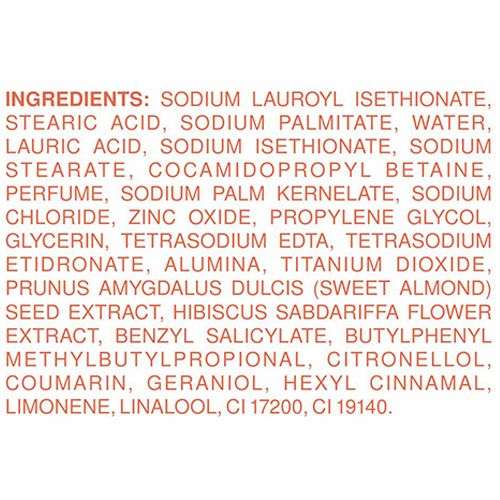 INGREDIENTS: SODIUM LAUROYL ISETHIONATE,
STEARIC ACID, SODIUM PALMITATE, WATER,
LAURIC ACID, SODIUM ISETHIONATE, SODIUM
STEARATE, COCAMIDOPROPYL BETAINE,
PERFUME, SODIUM PALM KERNELATE, SODIUM
CHLORIDE, ZINC OXIDE, PROPYLENE GLYCOL,
GLYCERIN, TETRASODIUM EDTA, TETRASODIUM
ETIDRONATE, ALUMINA, TITANIUM DIOXIDE,
PRUNUS AMYGDALUS DULCIS (SWEET ALMOND)
SEED EXTRACT, HIBISCUS SABDARIFFA FLOWER
EXTRACT, BENZYL SALICYLATE, BUTYLPHENYL
METHYLBUTYLPROPIONAL, CITRONELLOL,
COUMARIN, GERANIOL, HEXYL CINNAMAL,
LIMONENE, LINALOOL, CI 17200, CI 19140.